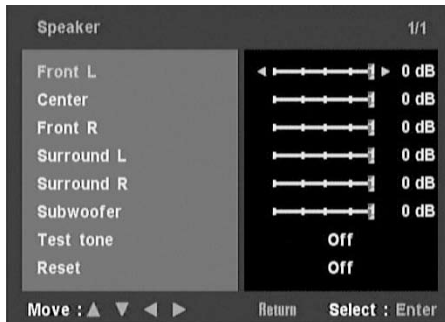 Speaker 1/1
Front L 0 dB
Center 0 dB
Front R 0 dB
Surround L 0 dB
Surround R 0 dB
Subwoofer 0 dB
Test tone Off
Reset Off
Move : ▲ ▼ ◀ ▶ Return Select : Enter